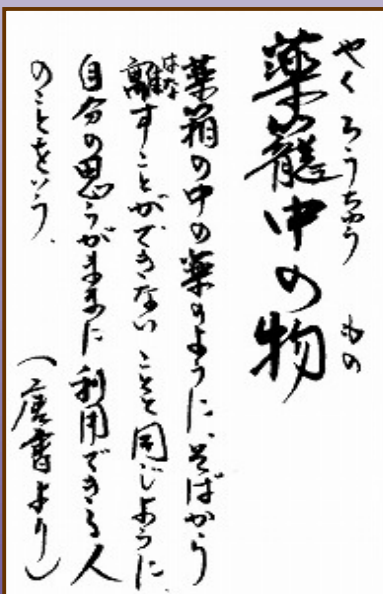 やくろうちゅう もの
薬籠中の物
薬箱の中の薬のように、そばから
離すことができないことと同じように
はな
自分の思うがままに利用できる人
のことをいう。
(唐書より)